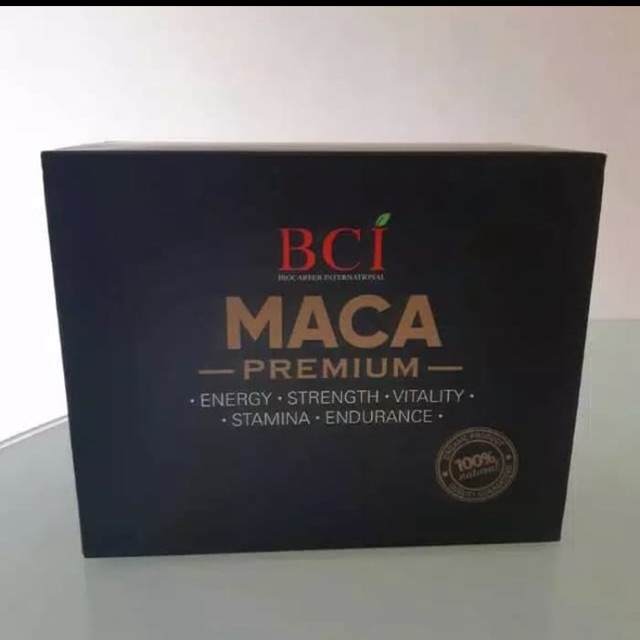 BCI
BIOCAREER INTERNATIONAL
MACA
PREMIUM
• ENERGY • STRENGTH • VITALITY •
• STAMINA • ENDURANCE •
100%
natural